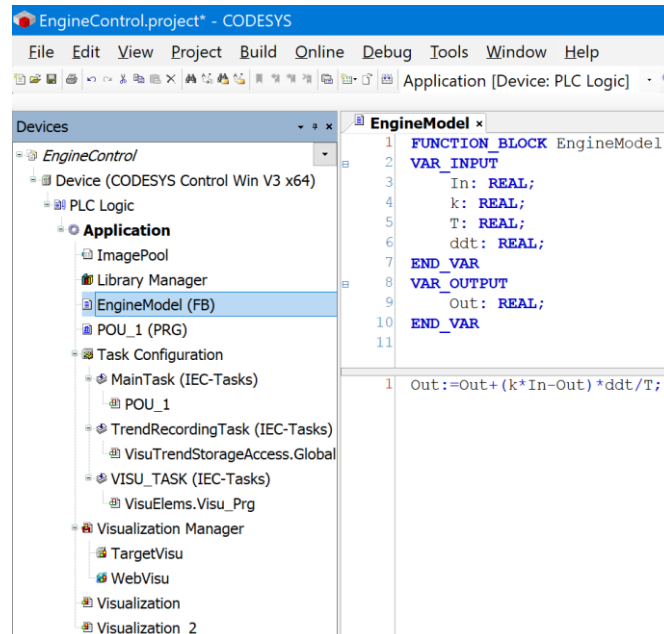 EngineControl.project* - CODESYS
File Edit View Project Build Online Debug Tools Window Help
Application [Device: PLC Logic]
Devices
EngineControl
Device (CODESYS Control Win V3 x64)
PLC Logic
Application
ImagePool
Library Manager
EngineModel (FB)
POU_1 (PRG)
Task Configuration
MainTask (IEC-Tasks)
POU_1
TrendRecordingTask (IEC-Tasks)
VisuTrendStorageAccess.Global
VISU_TASK (IEC-Tasks)
VisuElems.Visu_Prg
Visualization Manager
TargetVisu
WebVisu
Visualization
Visualization_2
EngineModel
1 FUNCTION_BLOCK EngineModel
2 VAR_INPUT
3 In: REAL;
4 k: REAL;
5 T: REAL;
6 ddt: REAL;
7 END_VAR
8 VAR_OUTPUT
9 Out: REAL;
10 END_VAR
11
1 Out:=Out+(k*In-Out)*ddt/T;